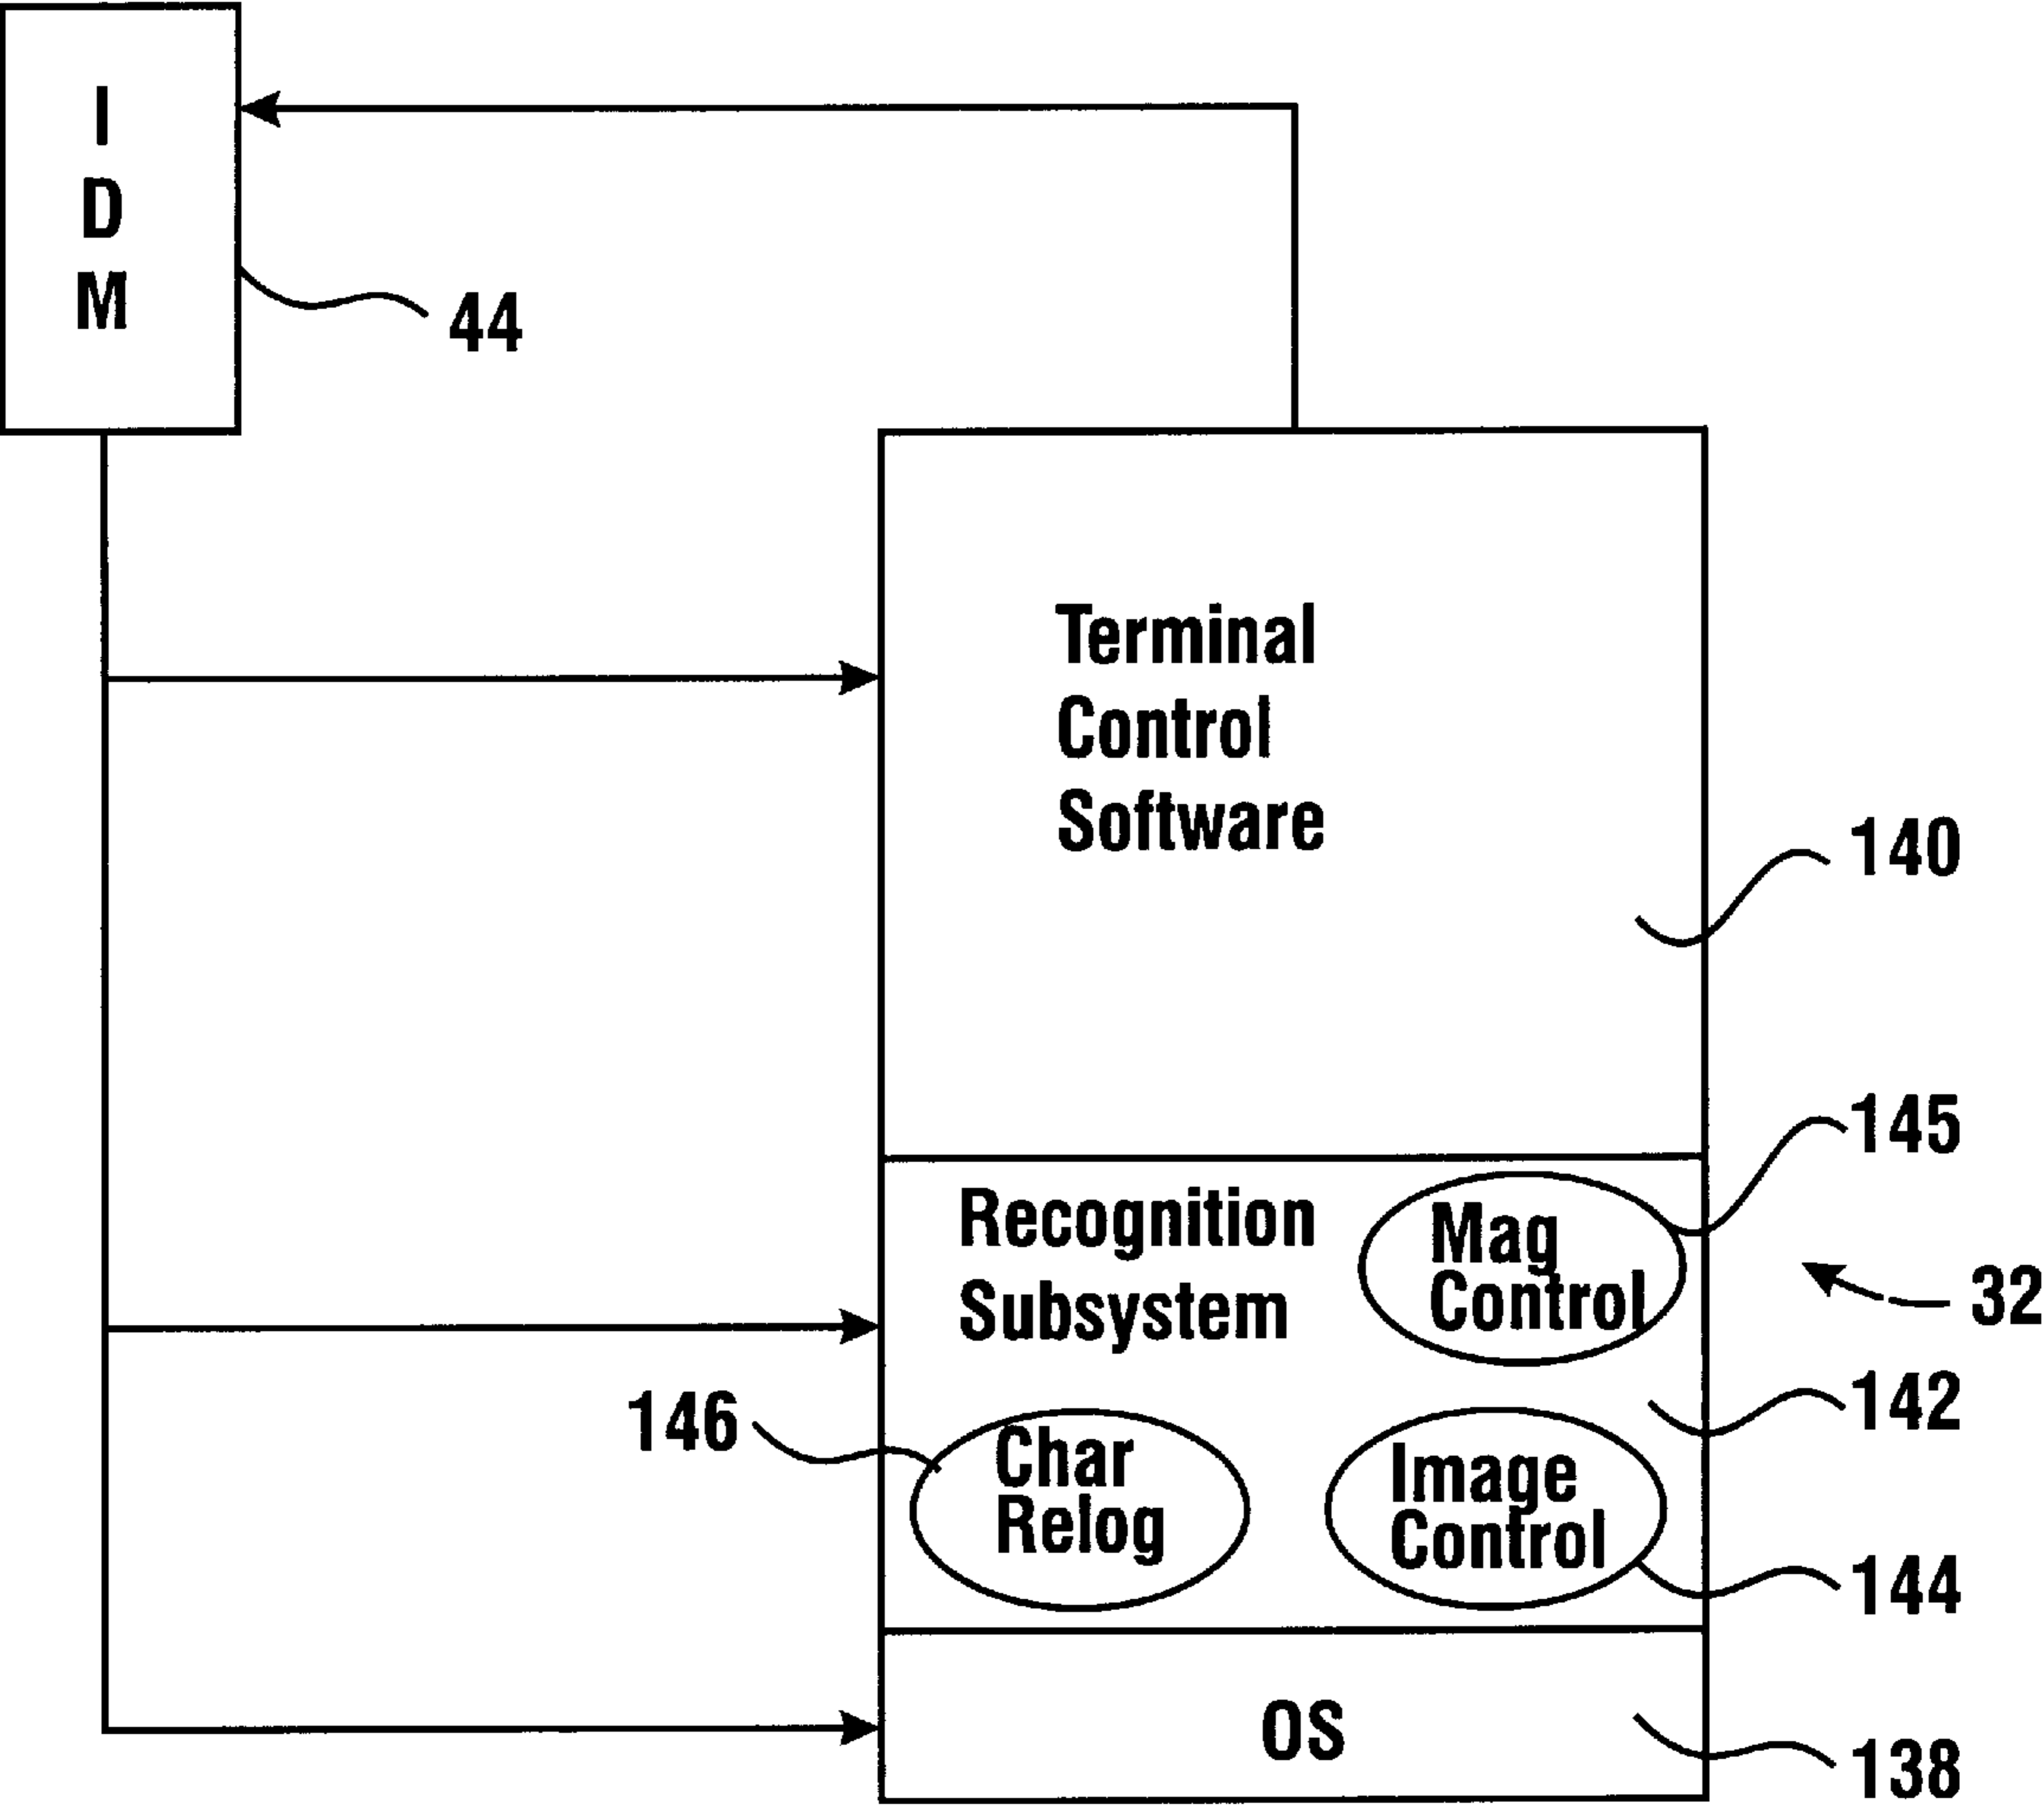 I
D
M
44
Terminal
Control
Software
140
145
Recognition
Subsystem
Mag
Control
32
142
146
Char
Relog
Image
Control
144
OS
138